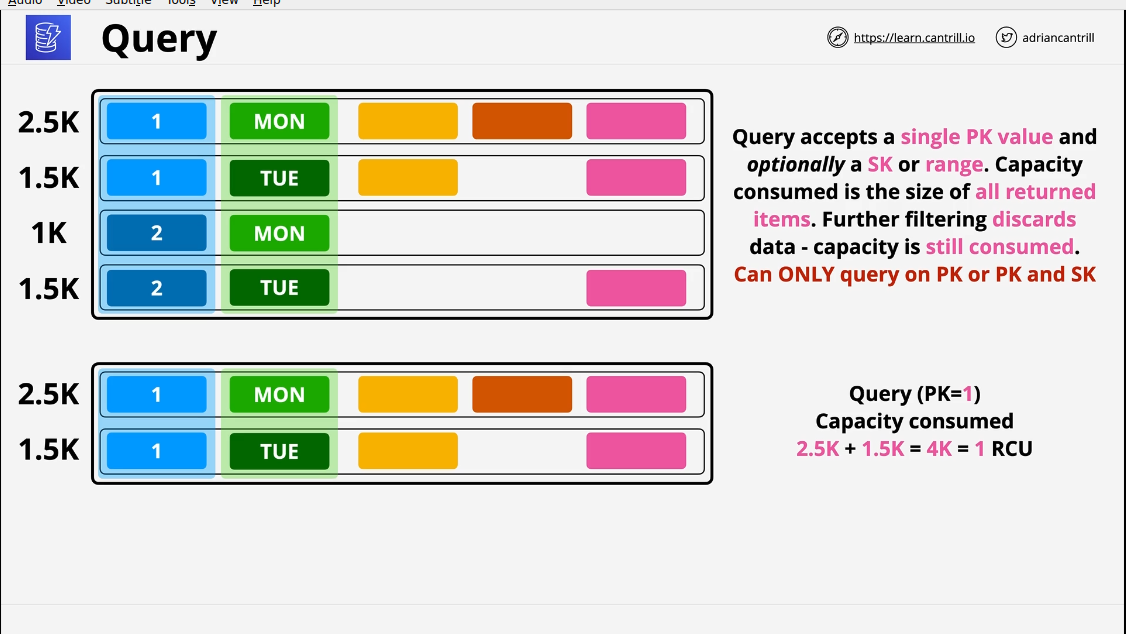 Audio Video Subtitle Tools View Help
Query
https://learn.cantrill.io
adriancantrill
2.5K 1 MON
1.5K 1 TUE
1K 2 MON
1.5K 2 TUE
Query accepts a single PK value and
optionally a SK or range. Capacity
consumed is the size of all returned
items. Further filtering discards
data - capacity is still consumed.
Can ONLY query on PK or PK and SK
2.5K 1 MON
1.5K 1 TUE
Query (PK=1)
Capacity consumed
2.5K + 1.5K = 4K = 1 RCU